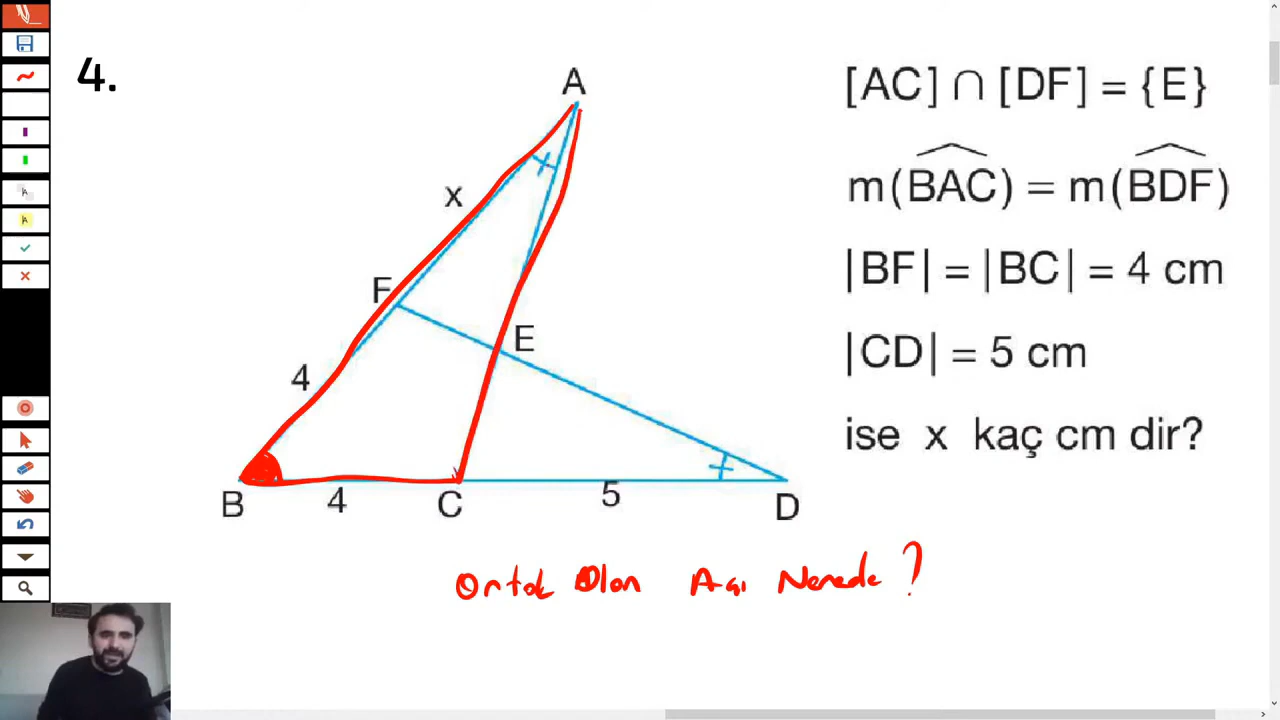 4.
A
x
F
E
4
B
4
C
5
D
[AC] ∩ [DF] = {E}
m(BAC) = m(BDF)
|BF| = |BC| = 4 cm
|CD| = 5 cm
ise x kaç cm dir?
Ortak Olan Açı Nerede ?